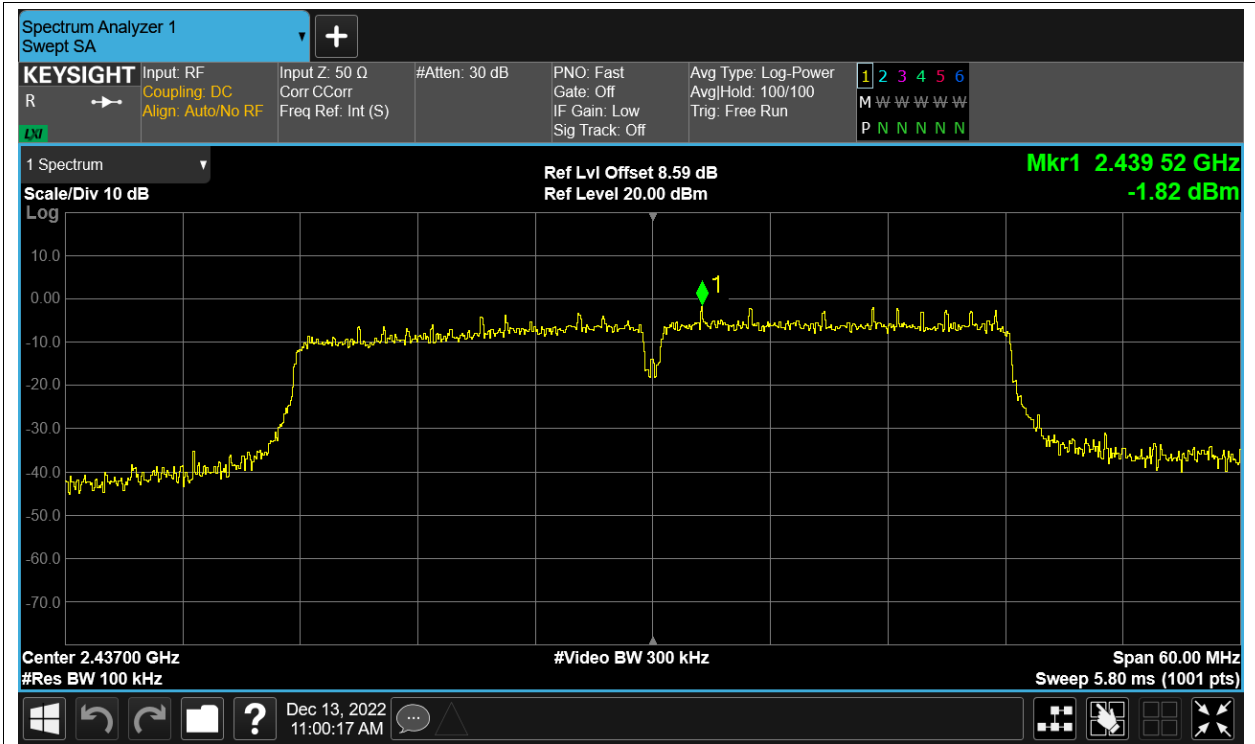 Spectrum Analyzer 1
Swept SA
KEYSIGHT
R
LXI
Input: RF
Coupling: DC
Align: Auto/No RF
Input Z: 50 Ω
Corr CCorr
Freq Ref: Int (S)
#Atten: 30 dB
PNO: Fast
Gate: Off
IF Gain: Low
Sig Track: Off
Avg Type: Log-Power
Avg|Hold: 100/100
Trig: Free Run
1 2 3 4 5 6
M W W W W W
P N N N N N
1 Spectrum
Scale/Div 10 dB
Log
Ref Lvl Offset 8.59 dB
Ref Level 20.00 dBm
Mkr1 2.439 52 GHz
-1.82 dBm
1
10.0
0.00
-10.0
-20.0
-30.0
-40.0
-50.0
-60.0
-70.0
Center 2.43700 GHz
#Res BW 100 kHz
#Video BW 300 kHz
Span 60.00 MHz
Sweep 5.80 ms (1001 pts)
?
Dec 13, 2022
11:00:17 AM